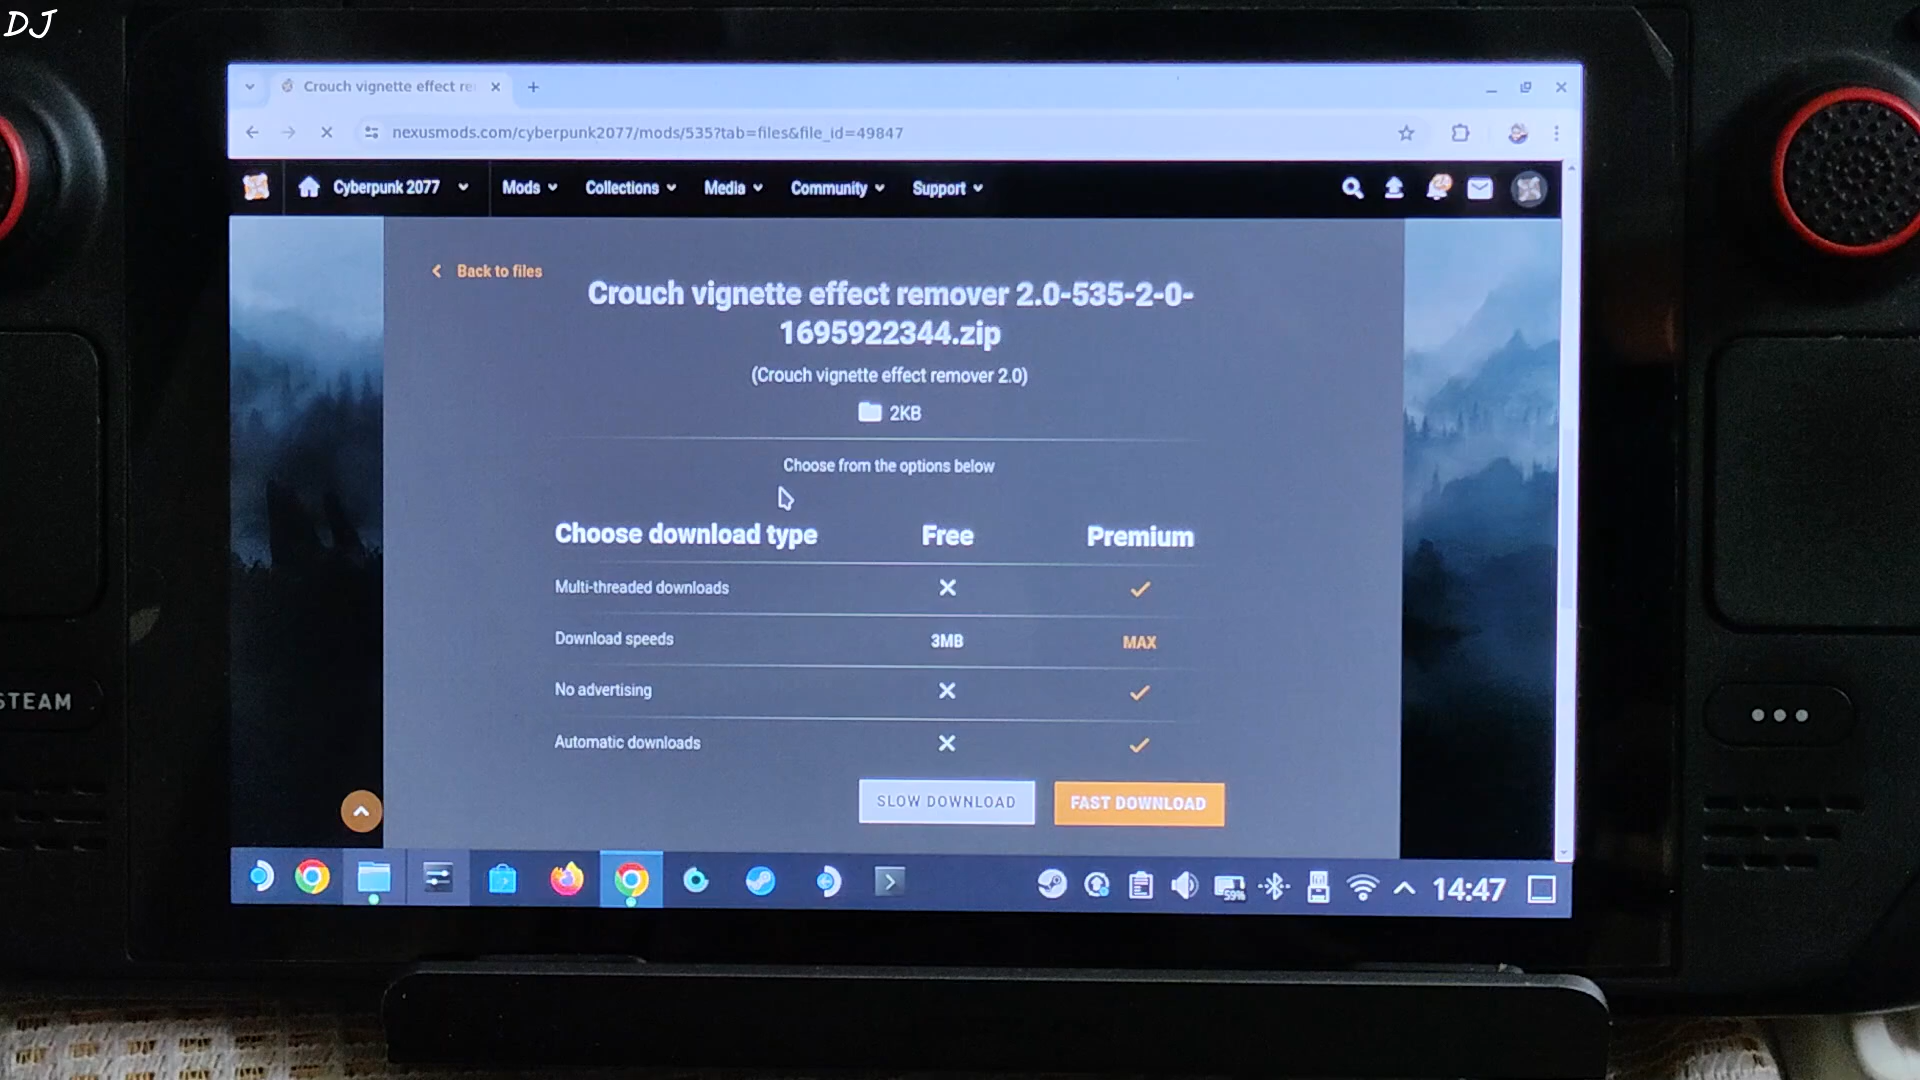 DJ
Crouch vignette effect re
nexusmods.com/cyberpunk2077/mods/535?tab=files&file_id=49847
Cyberpunk 2077 Mods Collections Media Community Support
Back to files
Crouch vignette effect remover 2.0-535-2-0-
1695922344.zip
(Crouch vignette effect remover 2.0)
2KB
Choose from the options below
Choose download type Free Premium
Multi-threaded downloads
Download speeds 3MB MAX
No advertising
Automatic downloads
SLOW DOWNLOAD FAST DOWNLOAD
STEAM
59%
14:47